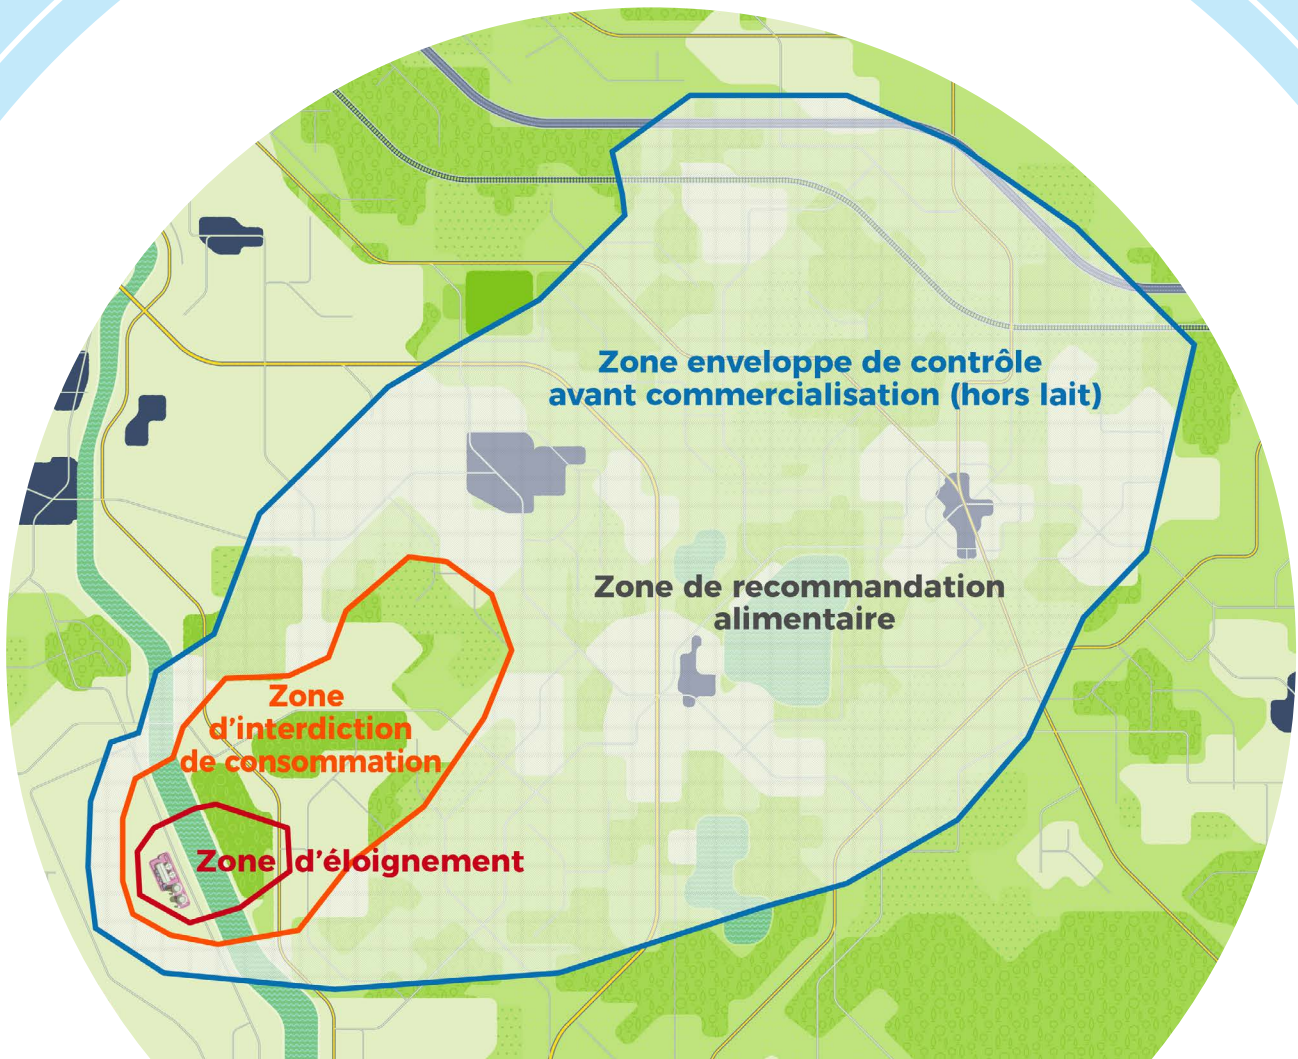 Zone enveloppe de contrôle
avant commercialisation (hors lait)
Zone de recommandation
alimentaire
Zone
d’interdiction
de consommation
Zone d’éloignement